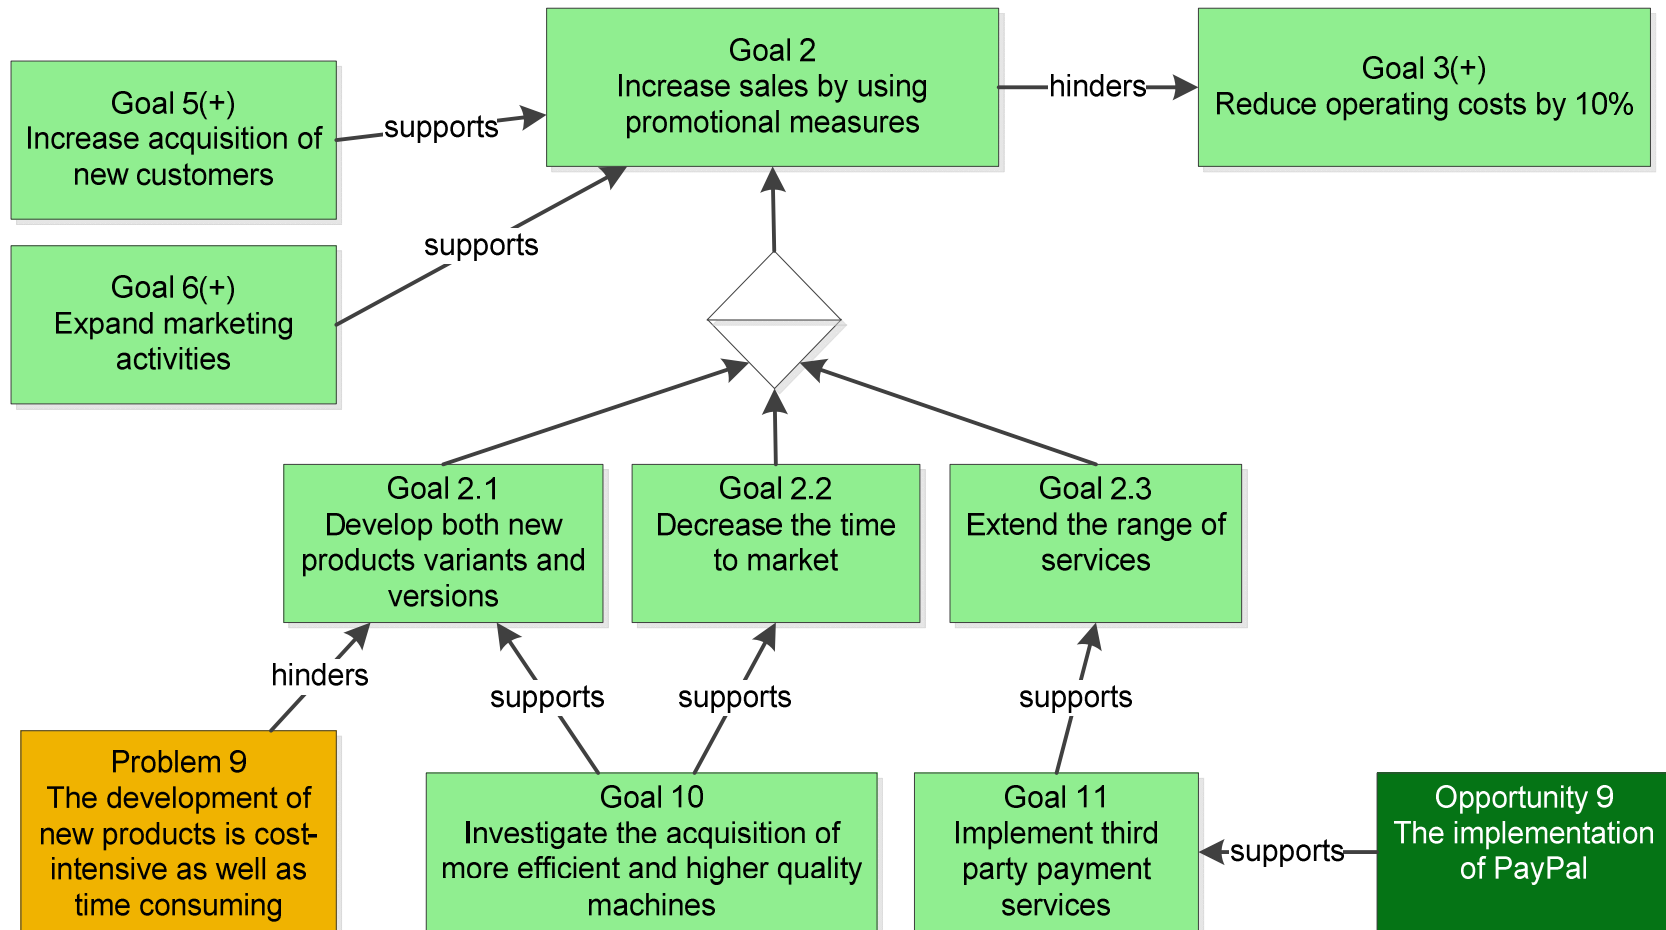 Goal 2
Increase sales by using
promotional measures
hinders
Goal 3(+)
Reduce operating costs by 10%
Goal 5(+)
Increase acquisition of
new customers
supports
Goal 6(+)
Expand marketing
activities
supports
Goal 2.1
Develop both new
products variants and
versions
Goal 2.2
Decrease the time
to market
Goal 2.3
Extend the range of
services
hinders
supports
supports
supports
Problem 9
The development of
new products is cost-
intensive as well as
time consuming
Goal 10
Investigate the acquisition of
more efficient and higher quality
machines
Goal 11
Implement third
party payment
services
supports
Opportunity 9
The implementation
of PayPal